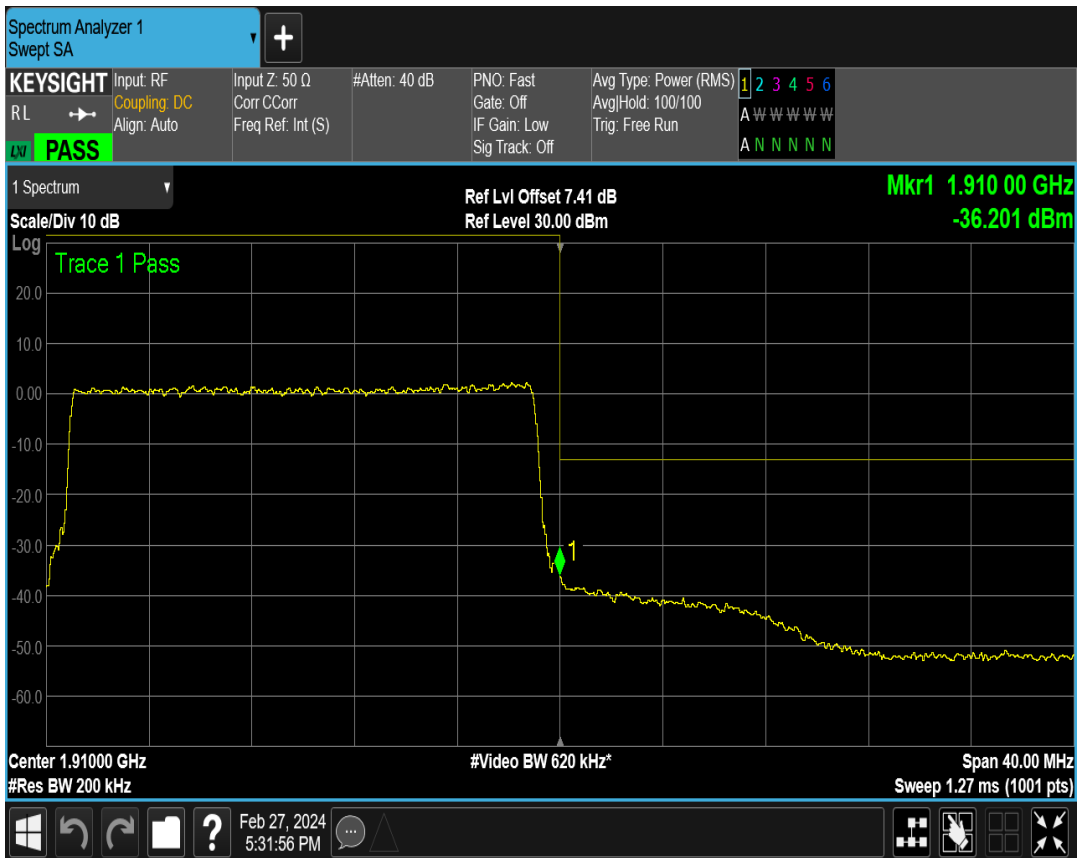 Spectrum Analyzer 1
Swept SA
+
KEYSIGHT
RL
LXI PASS
Input: RF
Coupling: DC
Align: Auto
Input Z: 50 Ω
Corr CCorr
Freq Ref: Int (S)
#Atten: 40 dB
PNO: Fast
Gate: Off
IF Gain: Low
Sig Track: Off
Avg Type: Power (RMS)
Avg|Hold: 100/100
Trig: Free Run
1 2 3 4 5 6
A W W W W W
A N N N N N
1 Spectrum
Scale/Div 10 dB
Ref Lvl Offset 7.41 dB
Ref Level 30.00 dBm
Mkr1 1.910 00 GHz
-36.201 dBm
Log
Trace 1 Pass
20.0
10.0
0.00
-10.0
-20.0
-30.0
1
-40.0
-50.0
-60.0
Center 1.91000 GHz
#Res BW 200 kHz
#Video BW 620 kHz*
Span 40.00 MHz
Sweep 1.27 ms (1001 pts)
?
Feb 27, 2024
5:31:56 PM